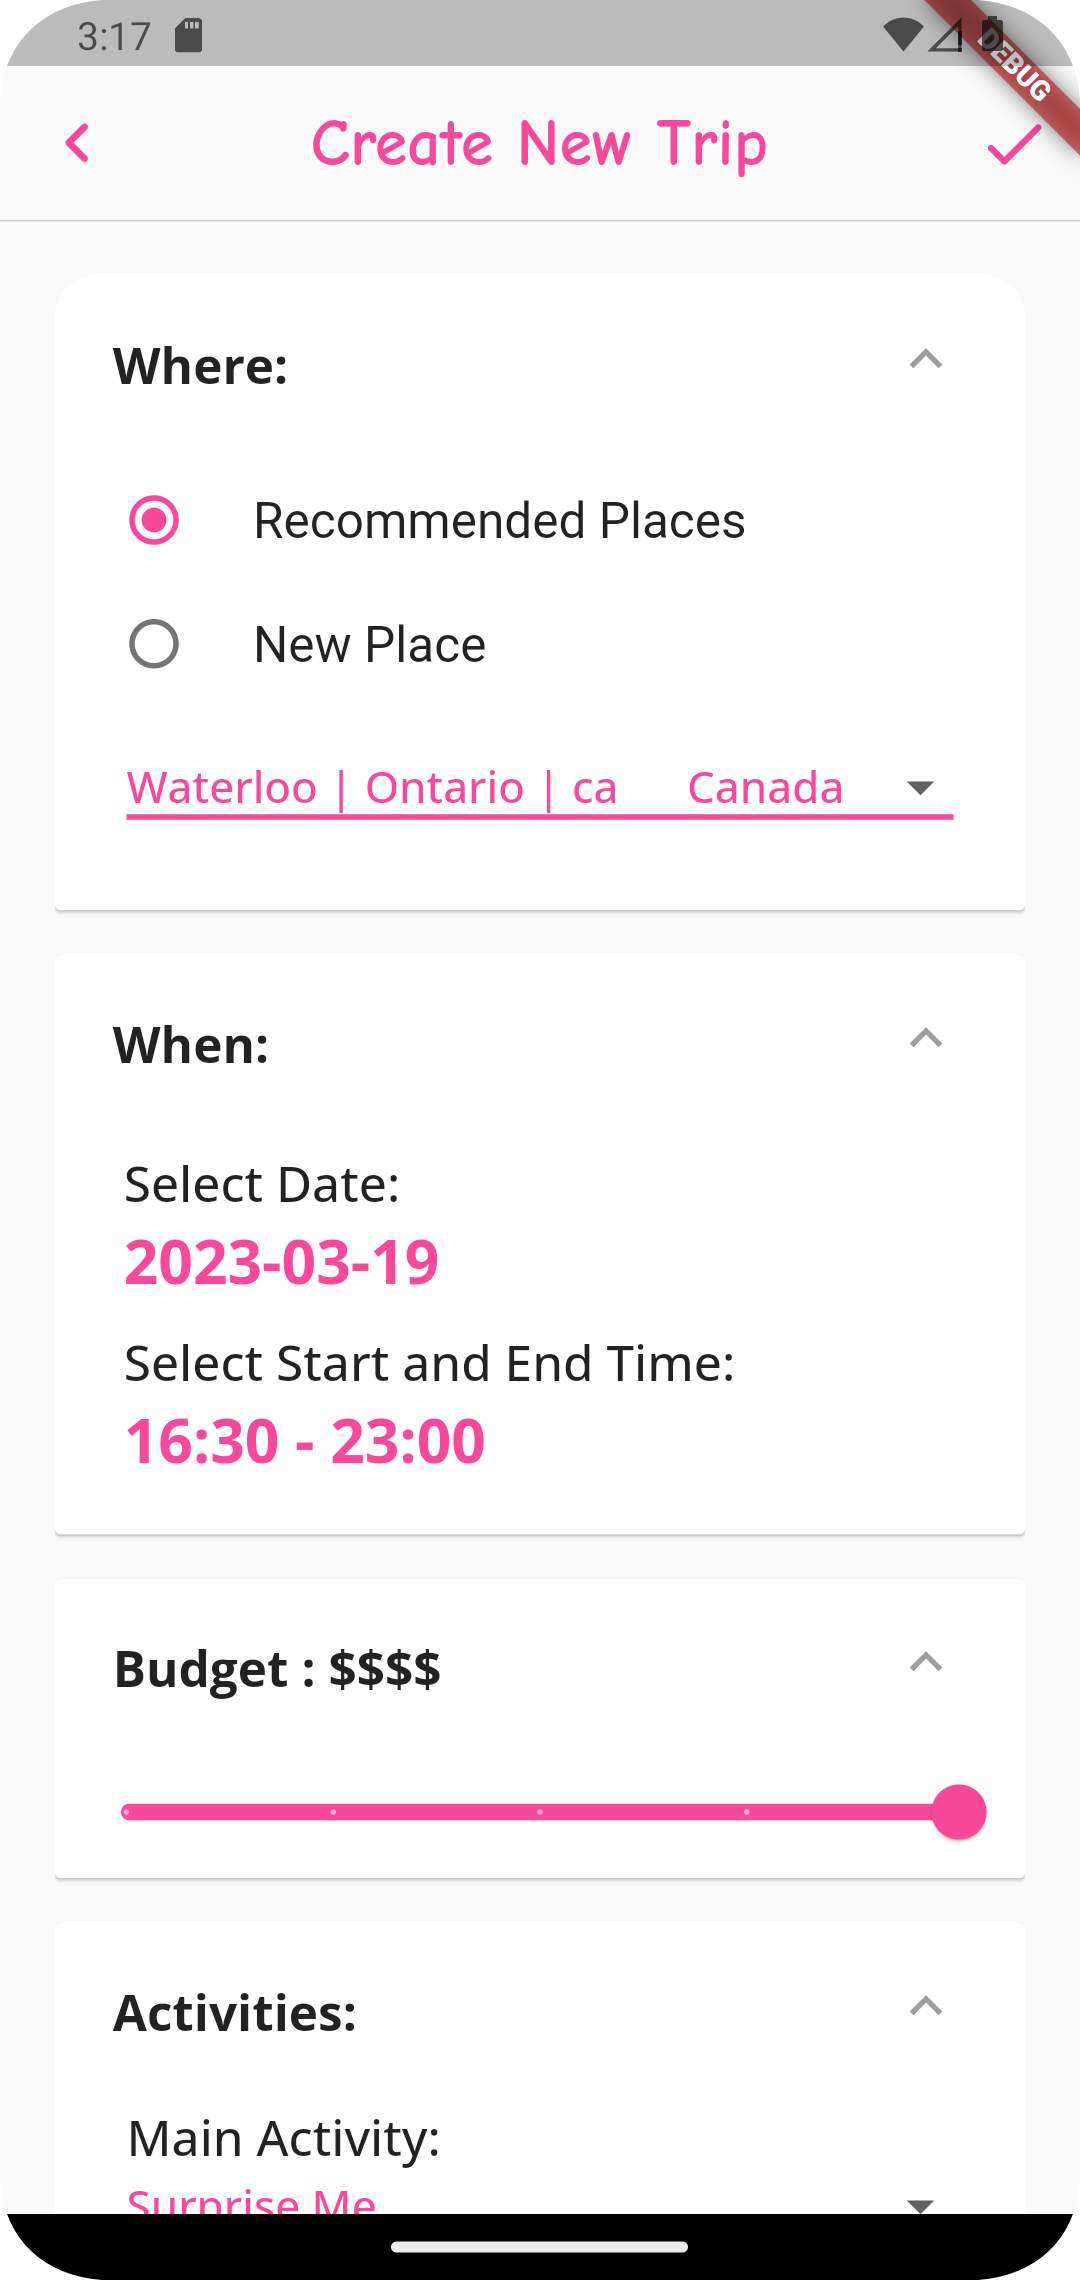 3:17
DEBUG
Create New Trip
Where:
Recommended Places
New Place
Waterloo | Ontario | ca Canada
When:
Select Date:
2023-03-19
Select Start and End Time:
16:30 - 23:00
Budget : $$$$
Activities:
Main Activity:
Surprise Me